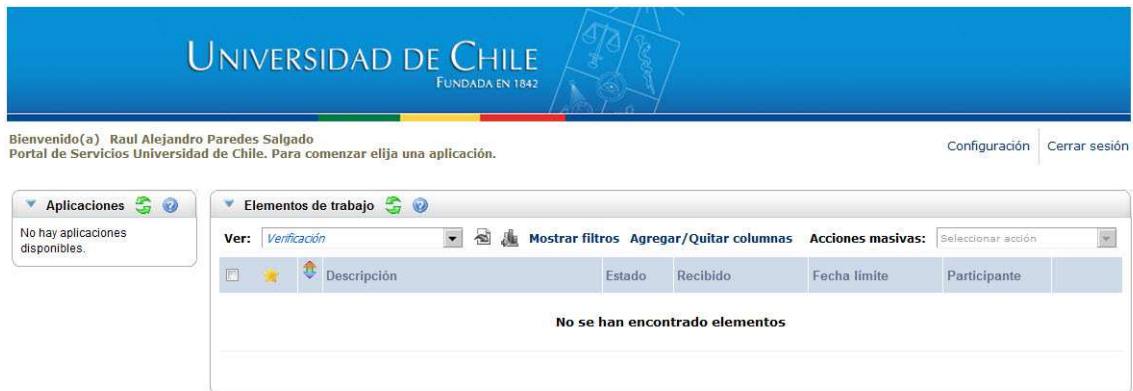 UNIVERSIDAD DE CHILE
FUNDADA EN 1842
Bienvenido(a) Raul Alejandro Paredes Salgado
Portal de Servicios Universidad de Chile. Para comenzar elija una aplicación.
Configuración
Cerrar sesión
Aplicaciones
No hay aplicaciones
disponibles.
Elementos de trabajo
Ver: Verificación Mostrar filtros Agregar/Quitar columnas Acciones masivas: Seleccionar acción
Descripción Estado Recibido Fecha límite Participante
No se han encontrado elementos